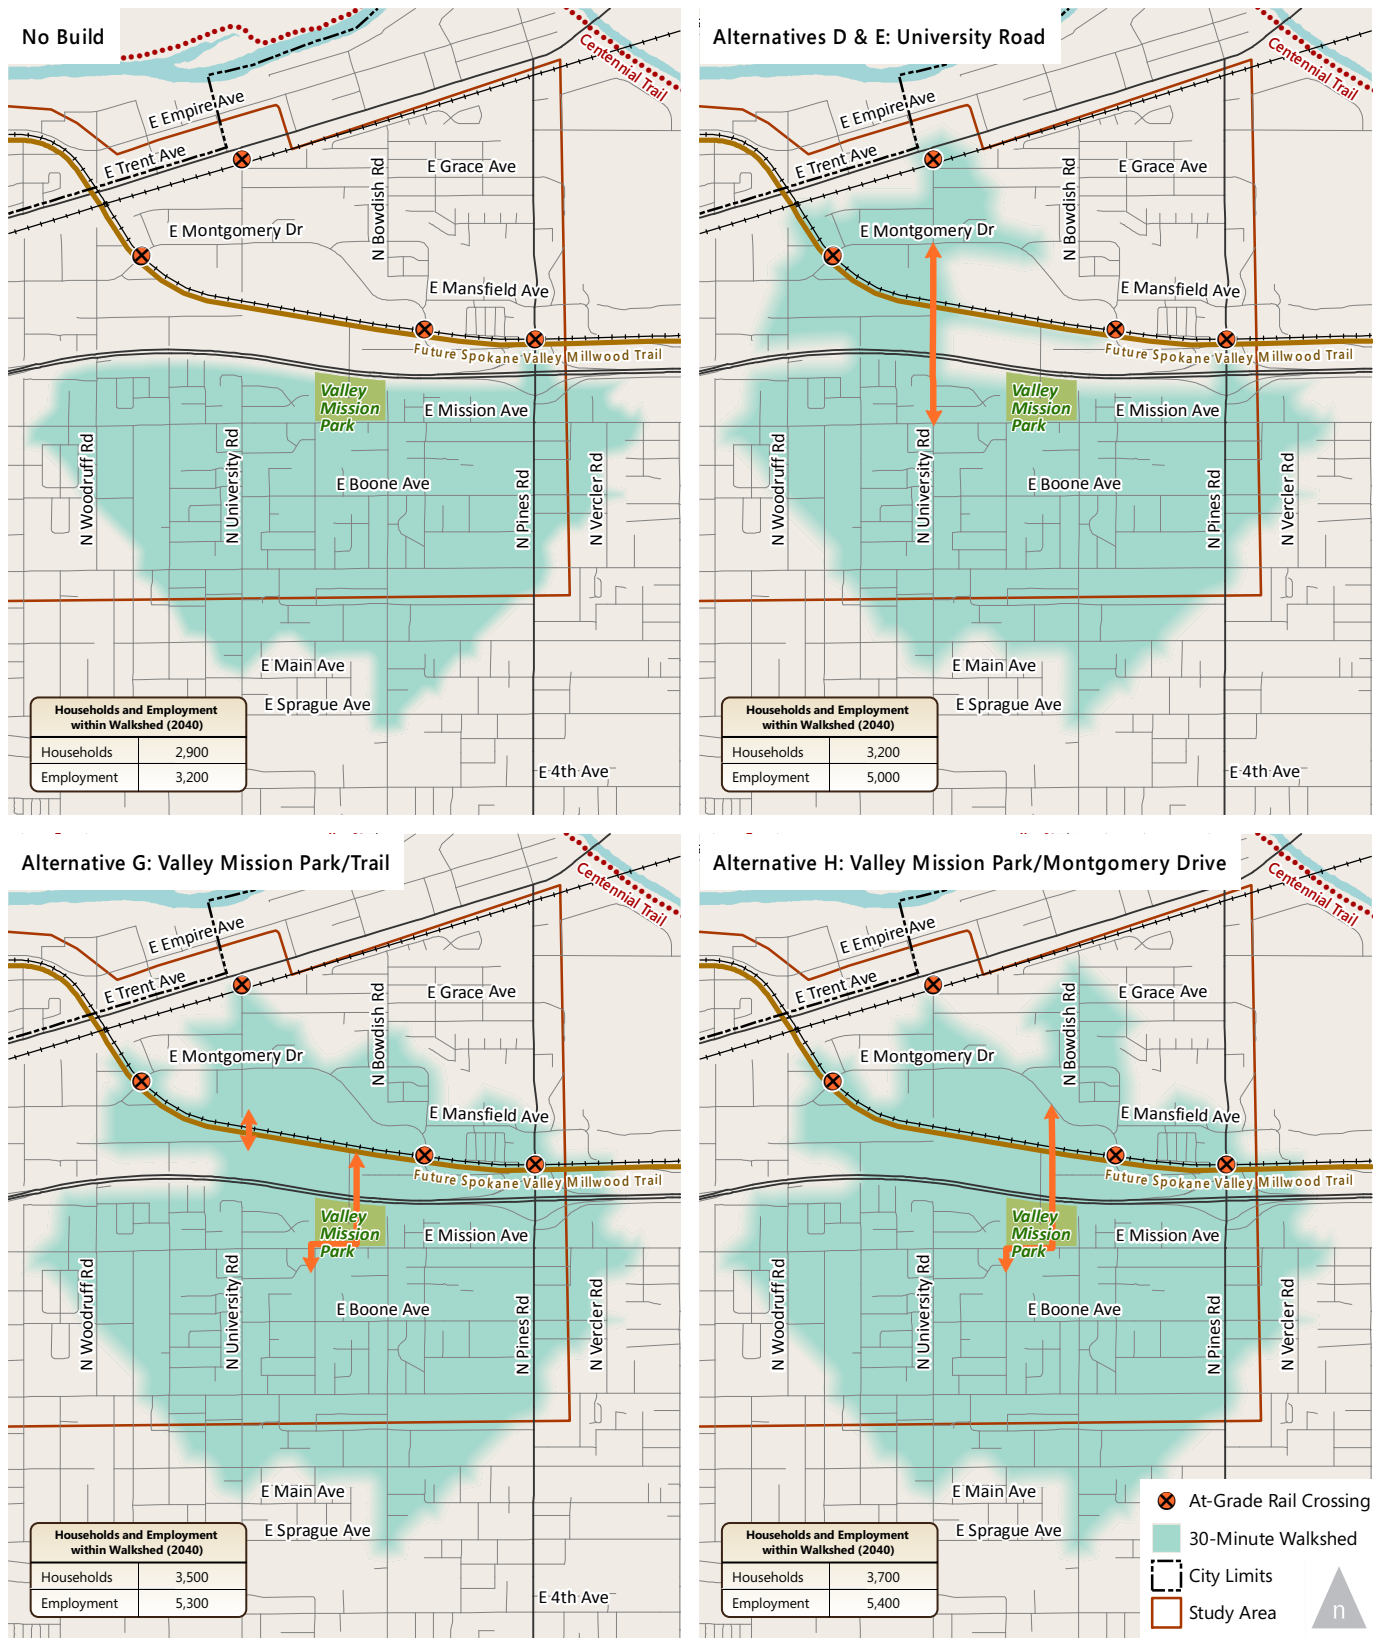 No Build
Centennial Trail
E Empire Ave
E Trent Ave
N Bowdish Rd
E Grace Ave
E Montgomery Dr
E Mansfield Ave
Future Spokane Valley Millwood Trail
Valley
Mission
Park
E Mission Ave
N Woodruff Rd
N University Rd
E Boone Ave
N Pines Rd
N Vercler Rd
E Main Ave
E Sprague Ave
E 4th Ave
Households and Employment
within Walkshed (2040)
Households 2,900
Employment 3,200
Alternatives D & E: University Road
Centennial Trail
E Empire Ave
E Trent Ave
N Bowdish Rd
E Grace Ave
E Montgomery Dr
E Mansfield Ave
Future Spokane Valley Millwood Trail
Valley
Mission
Park
E Mission Ave
N Woodruff Rd
N University Rd
E Boone Ave
N Pines Rd
N Vercler Rd
E Main Ave
E Sprague Ave
E 4th Ave
Households and Employment
within Walkshed (2040)
Households 3,200
Employment 5,000
Alternative G: Valley Mission Park/Trail
Centennial Trail
E Empire Ave
E Trent Ave
N Bowdish Rd
E Grace Ave
E Montgomery Dr
E Mansfield Ave
Future Spokane Valley Millwood Trail
Valley
Mission
Park
E Mission Ave
N Woodruff Rd
N University Rd
E Boone Ave
N Pines Rd
N Vercler Rd
E Main Ave
E Sprague Ave
E 4th Ave
Households and Employment
within Walkshed (2040)
Households 3,500
Employment 5,300
Alternative H: Valley Mission Park/Montgomery Drive
Centennial Trail
E Empire Ave
E Trent Ave
N Bowdish Rd
E Grace Ave
E Montgomery Dr
E Mansfield Ave
Future Spokane Valley Millwood Trail
Valley
Mission
Park
E Mission Ave
N Woodruff Rd
N University Rd
E Boone Ave
N Pines Rd
N Vercler Rd
E Main Ave
E Sprague Ave
Households and Employment
within Walkshed (2040)
Households 3,700
Employment 5,400
At-Grade Rail Crossing
30-Minute Walkshed
City Limits
Study Area
n